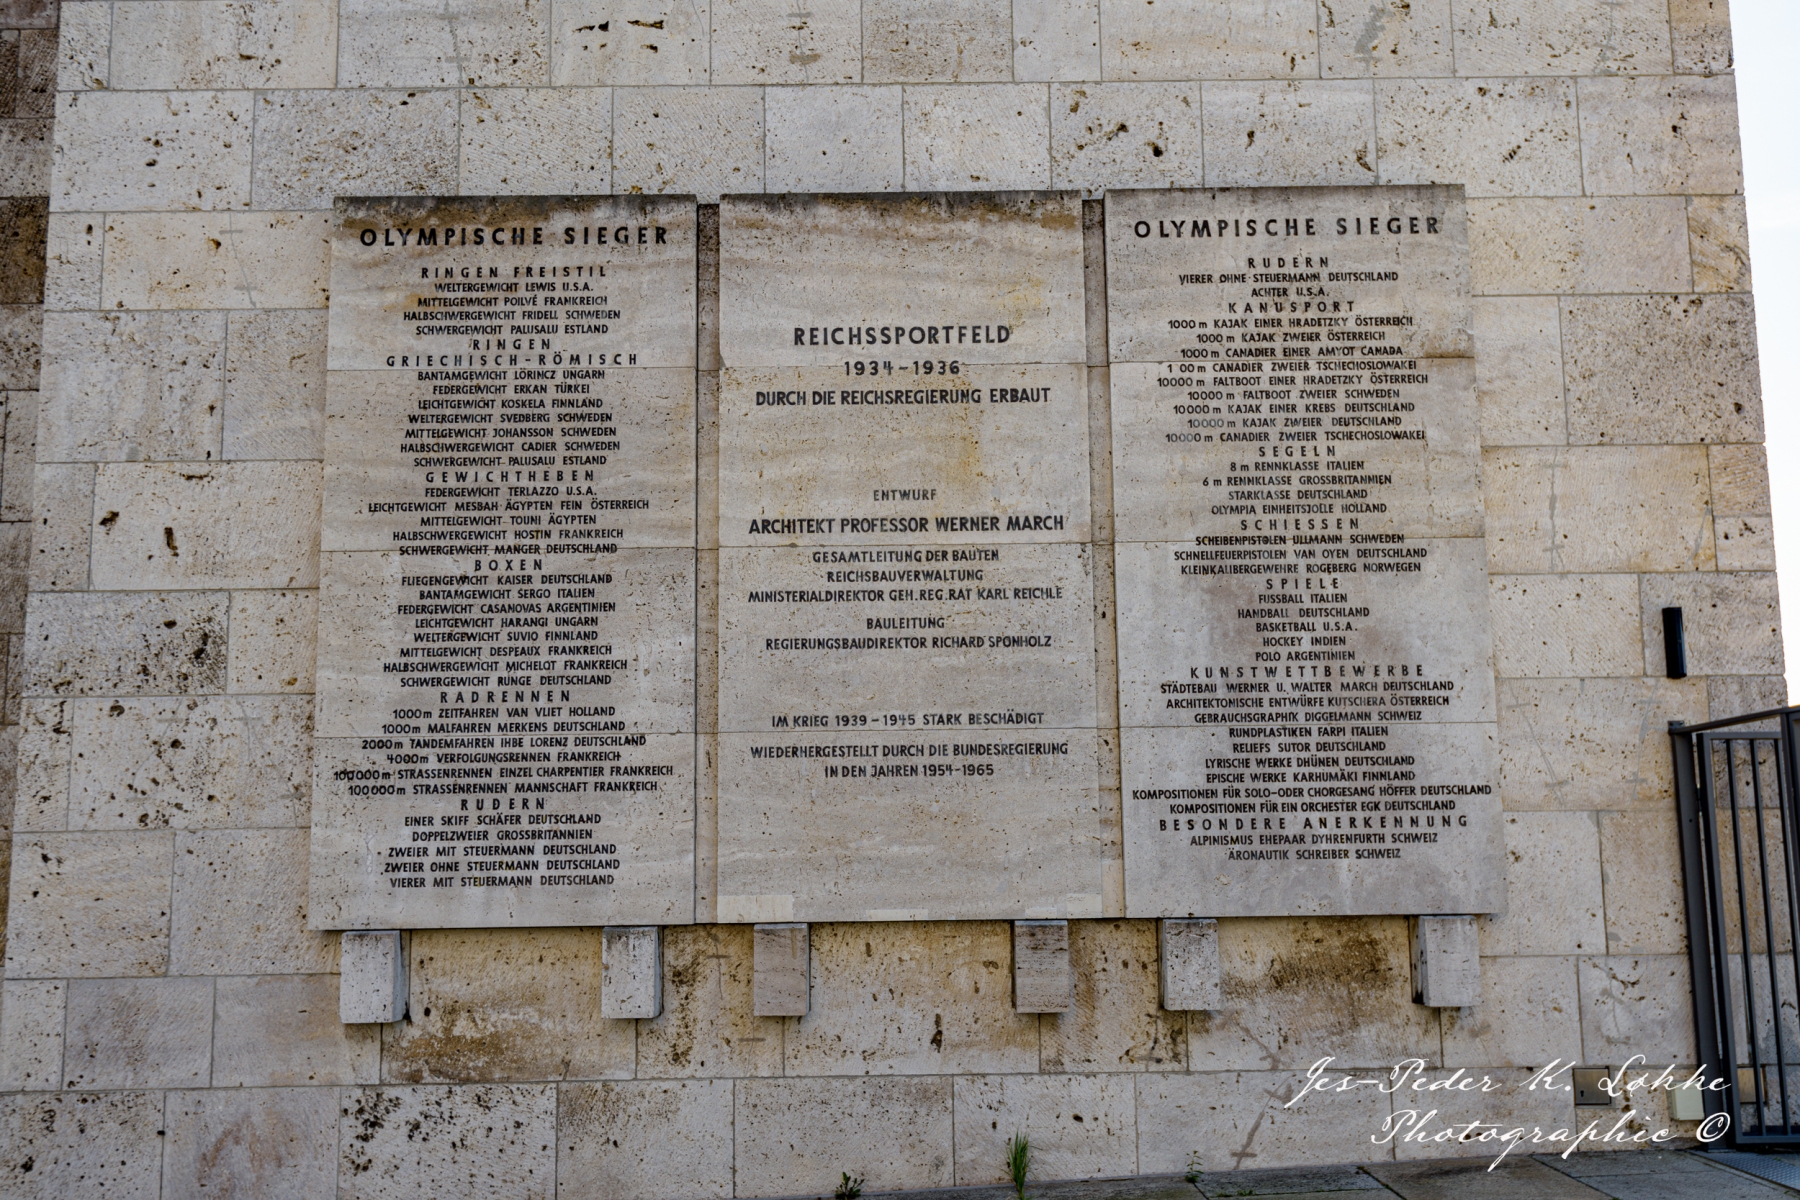 OLYMPISCHE SIEGER
RINGEN FREISTIL
WELTERGEWICHT LEWIS U.S.A.
MITTELGEWICHT POILVÉ FRANKREICH
HALBSCHWERGEWICHT FRIDELL SCHWEDEN
SCHWERGEWICHT PALUSALU ESTLAND
RINGEN
GRIECHISCH-RÖMISCH
BANTAMGEWICHT LÖRINCZ UNGARN
FEDERGEWICHT ERKAN TÜRKEI
LEICHTGEWICHT KOSKELA FINNLAND
WELTERGEWICHT SVEDBERG SCHWEDEN
MITTELGEWICHT JOHANSSON SCHWEDEN
HALBSCHWERGEWICHT CADIER SCHWEDEN
SCHWERGEWICHT PALUSALU ESTLAND
GEWICHTHEBEN
FEDERGEWICHT TERLAZZO U.S.A.
LEICHTGEWICHT MESBAH ÄGYPTEN FEIN ÖSTERREICH
MITTELGEWICHT TOUNI ÄGYPTEN
HALBSCHWERGEWICHT HOSTIN FRANKREICH
SCHWERGEWICHT MANGER DEUTSCHLAND
BOXEN
FLIEGENGEWICHT KAISER DEUTSCHLAND
BANTAMGEWICHT SERGO ITALIEN
FEDERGEWICHT CASANOVAS ARGENTINIEN
LEICHTGEWICHT HARANGI UNGARN
WELTERGEWICHT SUVIO FINNLAND
MITTELGEWICHT DESPEAUX FRANKREICH
HALBSCHWERGEWICHT MICHELOT FRANKREICH
SCHWERGEWICHT RUNGE DEUTSCHLAND
RADRENNEN
1000m ZEITFAHREN VAN VLIET HOLLAND
1000m MALFAHREN MERKENS DEUTSCHLAND
2000m TANDEMFAHREN IHBE LORENZ DEUTSCHLAND
4000m VERFOLGUNGSRENNEN FRANKREICH
100000m STRASSENRENNEN EINZEL CHARPENTIER FRANKREICH
100000m STRASSENRENNEN MANNSCHAFT FRANKREICH
RUDERN
EINER SKIFF SCHÄFER DEUTSCHLAND
DOPPELZWEIER GROSSBRITANNIEN
ZWEIER MIT STEUERMANN DEUTSCHLAND
ZWEIER OHNE STEUERMANN DEUTSCHLAND
VIERER MIT STEUERMANN DEUTSCHLAND
REICHSSPORTFELD
1934-1936
DURCH DIE REICHSREGIERUNG ERBAUT
ENTWURF
ARCHITEKT PROFESSOR WERNER MARCH
GESAMTLEITUNG DER BAUTEN
REICHSBAUVERWALTUNG
MINISTERIALDIREKTOR GEH.REG.RAT KARL REICHLE
BAULEITUNG
REGIERUNGSBAUDIREKTOR RICHARD SPONHOLZ
IM KRIEG 1939-1945 STARK BESCHÄDIGT
WIEDERHERGESTELLT DURCH DIE BUNDESREGIERUNG
IN DEN JAHREN 1954-1965
OLYMPISCHE SIEGER
RUDERN
VIERER OHNE STEUERMANN DEUTSCHLAND
ACHTER U.S.A.
KANUSPORT
1000 m KAJAK EINER HRADETZKY ÖSTERREICH
1000 m KAJAK ZWEIER ÖSTERREICH
1000 m CANADIER EINER AMYOT CANADA
1 00 m CANADIER ZWEIER TSCHECHOSLOWAKEI
10000 m FALTBOOT EINER HRADETZKY ÖSTERREICH
10000 m FALTBOOT ZWEIER SCHWEDEN
10000 m KAJAK EINER KREBS DEUTSCHLAND
10000 m KAJAK ZWEIER DEUTSCHLAND
10000 m CANADIER ZWEIER TSCHECHOSLOWAKEI
SEGELN
8 m RENNKLASSE ITALIEN
6 m RENNKLASSE GROSSBRITANNIEN
STARKLASSE DEUTSCHLAND
OLYMPIA EINHEITSJOLLE HOLLAND
SCHIESSEN
SCHEIBENPISTOLEN ULLMANN SCHWEDEN
SCHNELLFEUERPISTOLEN VAN OYEN DEUTSCHLAND
KLEINKALIBERGEWEHRE ROGEBERG NORWEGEN
SPIELE
FUSSBALL ITALIEN
HANDBALL DEUTSCHLAND
BASKETBALL U.S.A.
HOCKEY INDIEN
POLO ARGENTINIEN
KUNSTWETTBEWERBE
STÄDTEBAU WERNER U. WALTER MARCH DEUTSCHLAND
ARCHITEKTONISCHE ENTWÜRFE KUTSCHERA ÖSTERREICH
GEBRAUCHSGRAPHIK DIGGELMANN SCHWEIZ
RUNDPLASTIKEN FARPI ITALIEN
RELIEFS SUTOR DEUTSCHLAND
LYRISCHE WERKE DHÜNEN DEUTSCHLAND
EPISCHE WERKE KARHUMÄKI FINNLAND
KOMPOSITIONEN FÜR SOLO-ODER CHORGESANG HÖFFER DEUTSCHLAND
KOMPOSITIONEN FÜR EIN ORCHESTER EGK DEUTSCHLAND
BESONDERE ANERKENNUNG
ALPINISMUS EHEPAAR DYHRENFURTH SCHWEIZ
ÄRONAUTIK SCHREIBER SCHWEIZ
Jes-Peder K. Løkke
Photographic ©